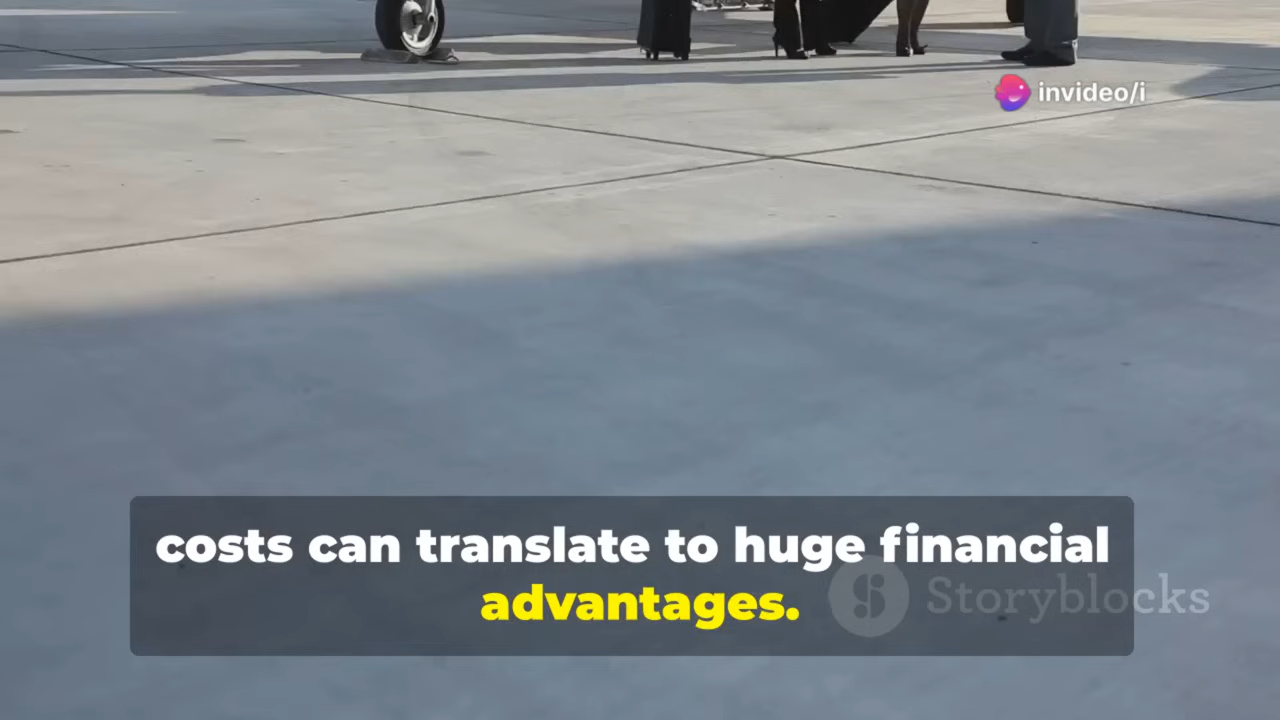 invideo/i
costs can translate to huge financial
advantages.
Storyblocks